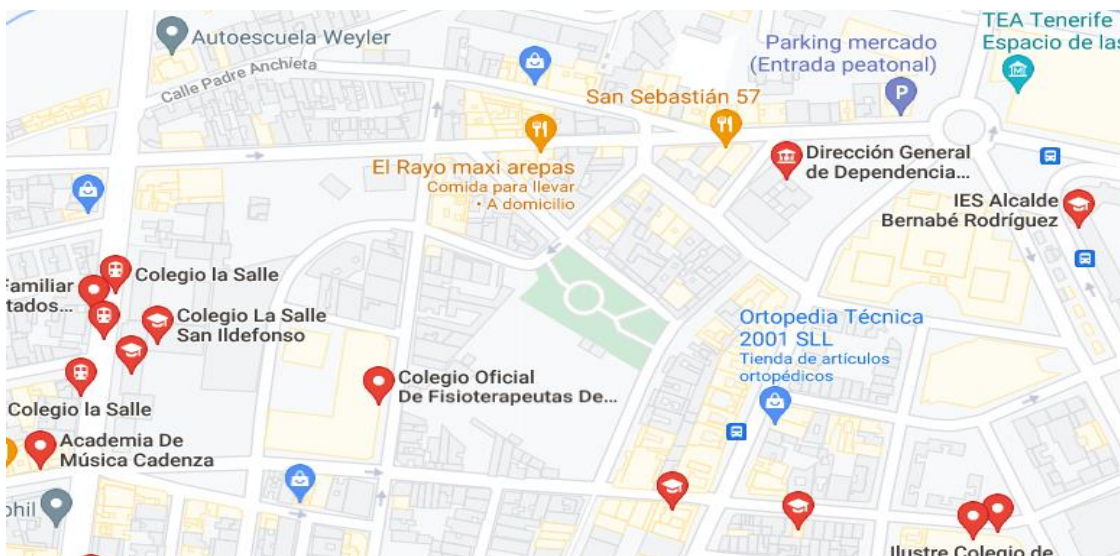 Autoescuela Weyler
Calle Padre Anchieta
Parking mercado
(Entrada peatonal)
P
TEA Tenerife
Espacio de las
San Sebastián 57
El Rayo maxi arepas
Comida para llevar
• A domicilio
Dirección General
de Dependencia...
IES Alcalde
Bernabé Rodríguez
Colegio la Salle
Familiar
tados...
Colegio La Salle
San Ildefonso
Ortopedia Técnica
2001 SLL
Tienda de artículos
ortopédicos
Colegio Oficial
De Fisioterapeutas De...
Colegio la Salle
Academia De
Música Cadenza
phil
Ilustre Colegio de